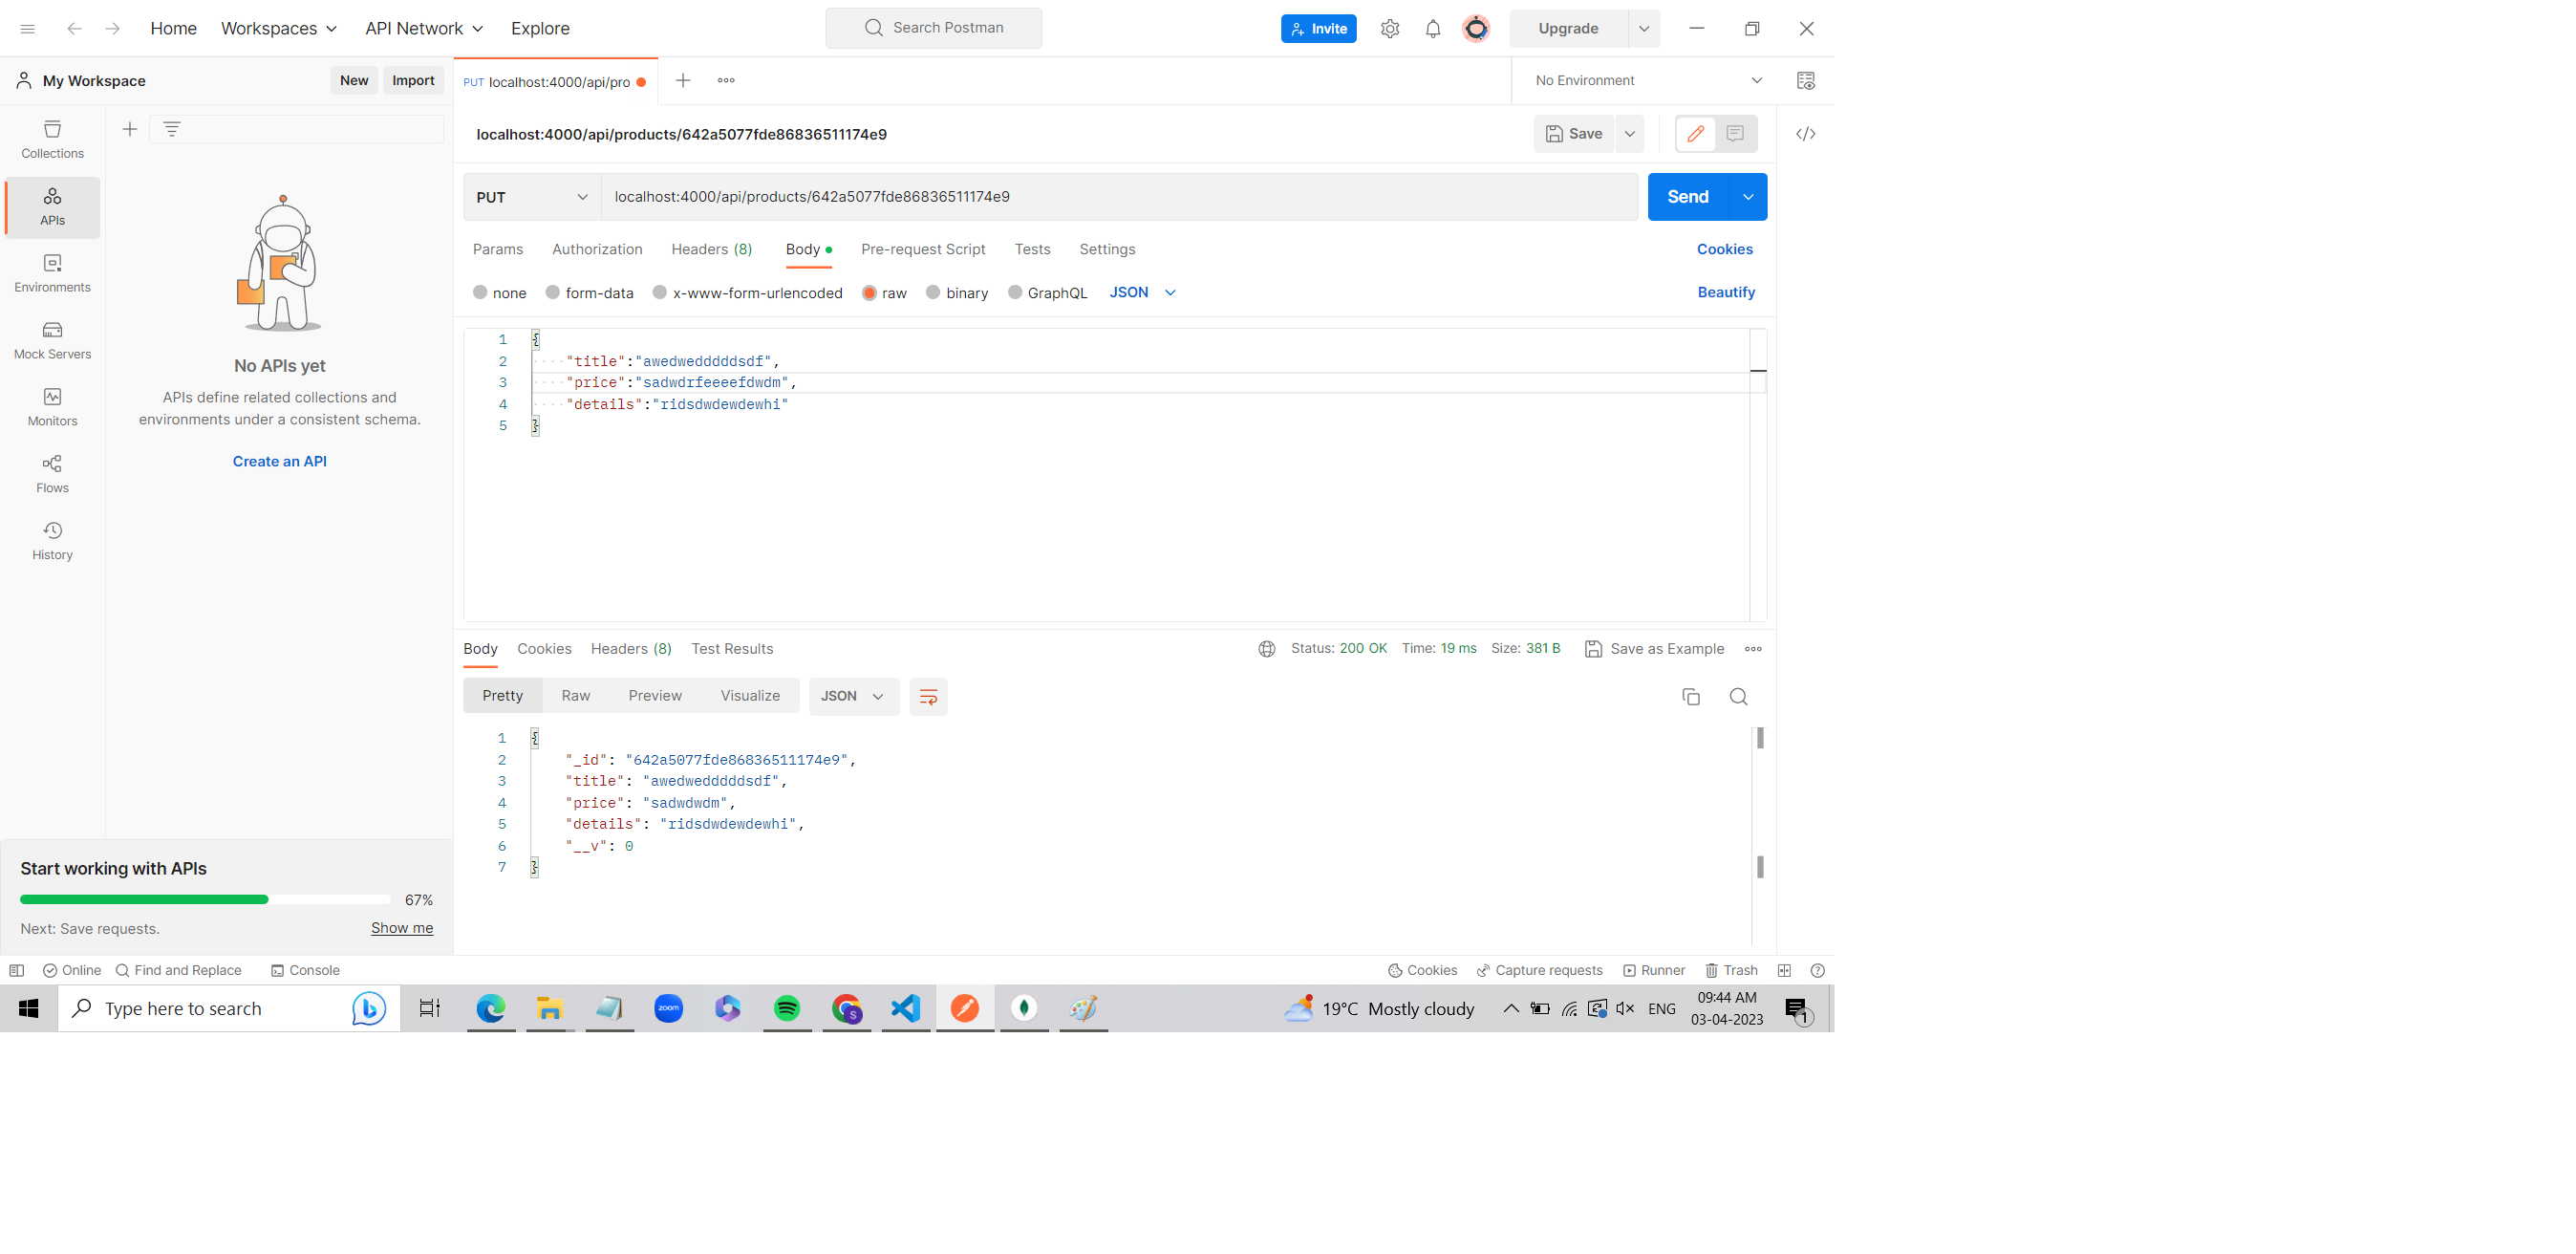 Home Workspaces API Network Explore Search Postman Invite Upgrade
My Workspace New Import PUT localhost:4000/api/pro No Environment
Collections
APIs
Environments
Mock Servers
Monitors
Flows
History
No APIs yet
APIs define related collections and
environments under a consistent schema.
Create an API
Start working with APIs
67%
Next: Save requests. Show me
localhost:4000/api/products/642a5077fde86836511174e9 Save
PUT localhost:4000/api/products/642a5077fde86836511174e9 Send
Params Authorization Headers (8) Body Pre-request Script Tests Settings Cookies
none form-data x-www-form-urlencoded raw binary GraphQL JSON Beautify
1 {
2 "title":"awedwedddddsdf",
3 "price":"sadwdrfeeeefdwdm",
4 "details":"ridsdwdewdewhi"
5 }
Body Cookies Headers (8) Test Results Status: 200 OK Time: 19 ms Size: 381 B Save as Example
Pretty Raw Preview Visualize JSON
1 {
2 "_id": "642a5077fde86836511174e9",
3 "title": "awedwedddddsdf",
4 "price": "sadwdwdm",
5 "details": "ridsdwdewdewhi",
6 "__v": 0
7 }
Online Find and Replace Console Cookies Capture requests Runner Trash
Type here to search zoom S 19°C Mostly cloudy ENG 09:44 AM
03-04-2023 1